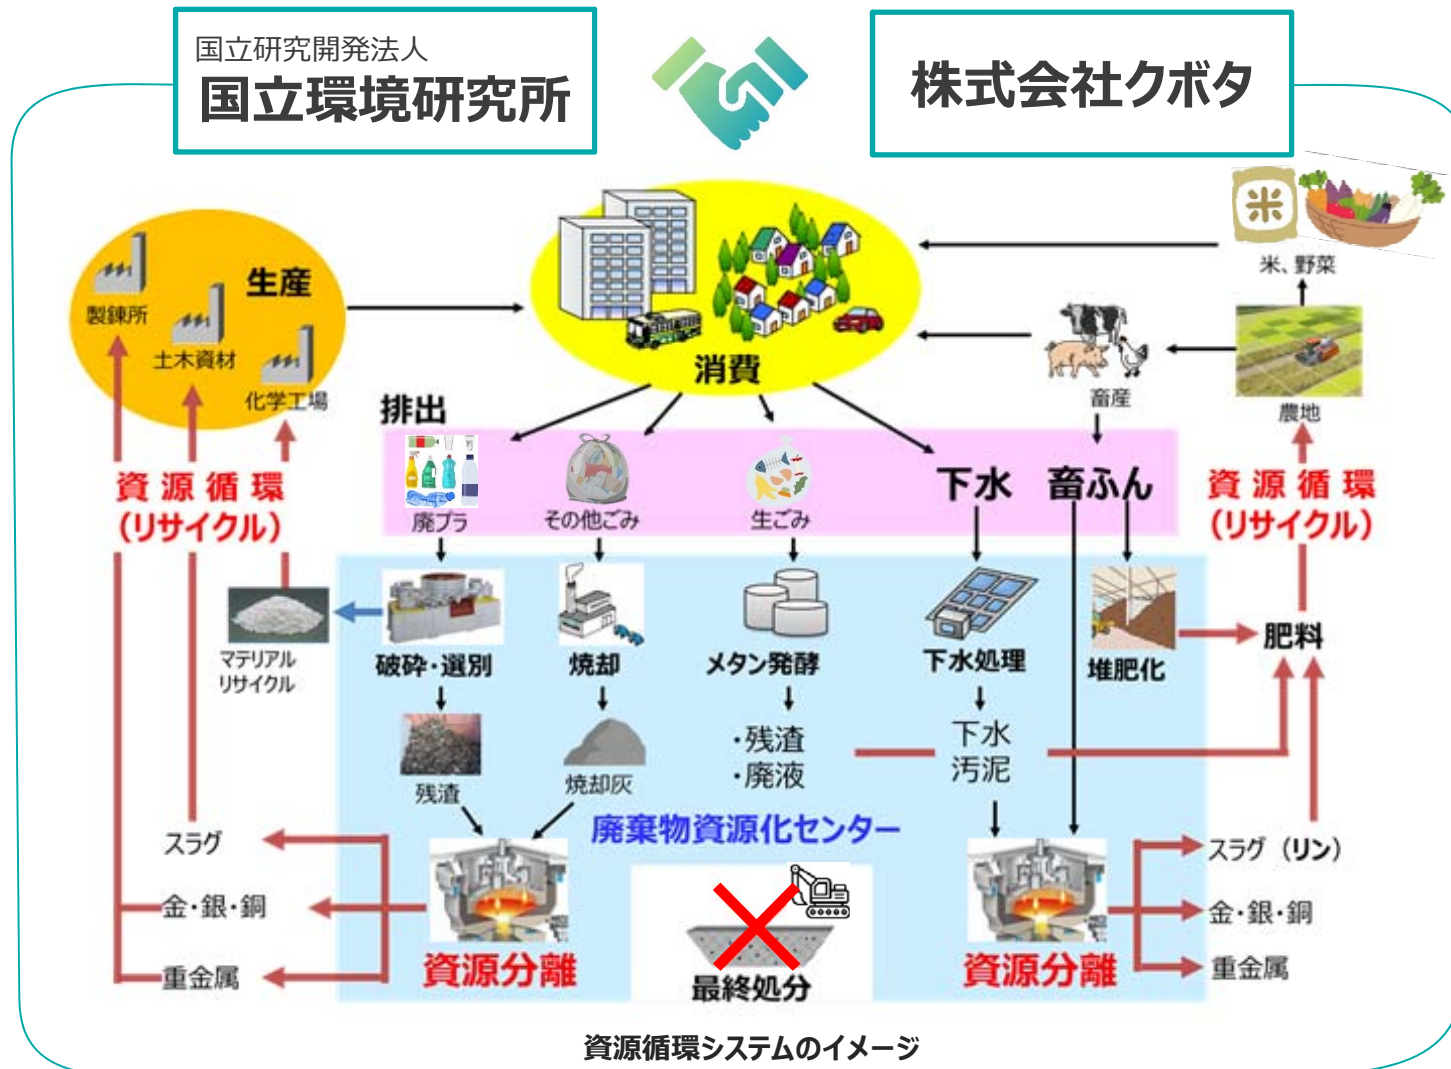 国立研究開発法人
国立環境研究所
株式会社クボタ
米
米、野菜
生産
製錬所
土木資材
化学工場
消費
畜産
農地
排出
廃プラ
その他ごみ
生ごみ
下水
畜ふん
資源循環
(リサイクル)
資源循環
(リサイクル)
マテリアル
リサイクル
破砕・選別
焼却
メタン発酵
下水処理
堆肥化
肥料
残渣
焼却灰
・残渣
・廃液
下水
汚泥
廃棄物資源化センター
スラグ
金・銀・銅
重金属
資源分離
最終処分
資源分離
スラグ（リン）
金・銀・銅
重金属
資源循環システムのイメージ